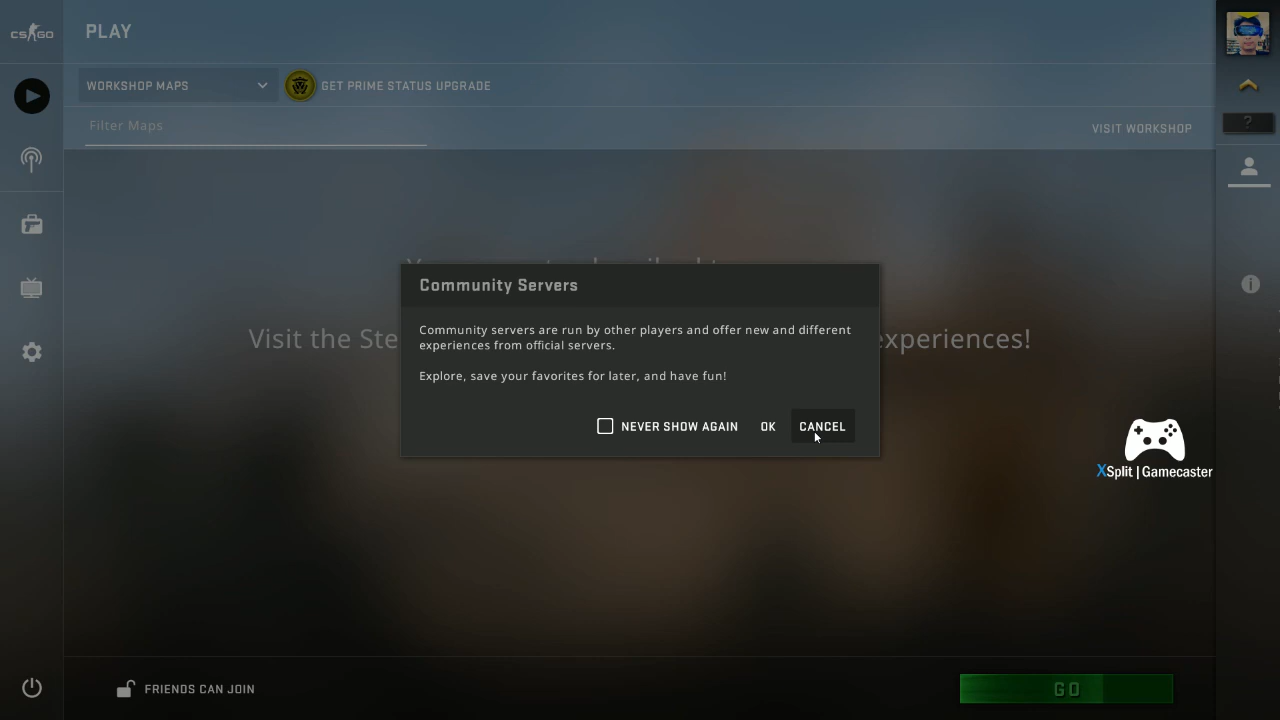 CS GO
PLAY
WORKSHOP MAPS
GET PRIME STATUS UPGRADE
Filter Maps
VISIT WORKSHOP
?
Visit the Ste
xperiences!
Community Servers
Community servers are run by other players and offer new and different
experiences from official servers.
Explore, save your favorites for later, and have fun!
NEVER SHOW AGAIN
OK
CANCEL
XSplit | Gamecaster
FRIENDS CAN JOIN
GO